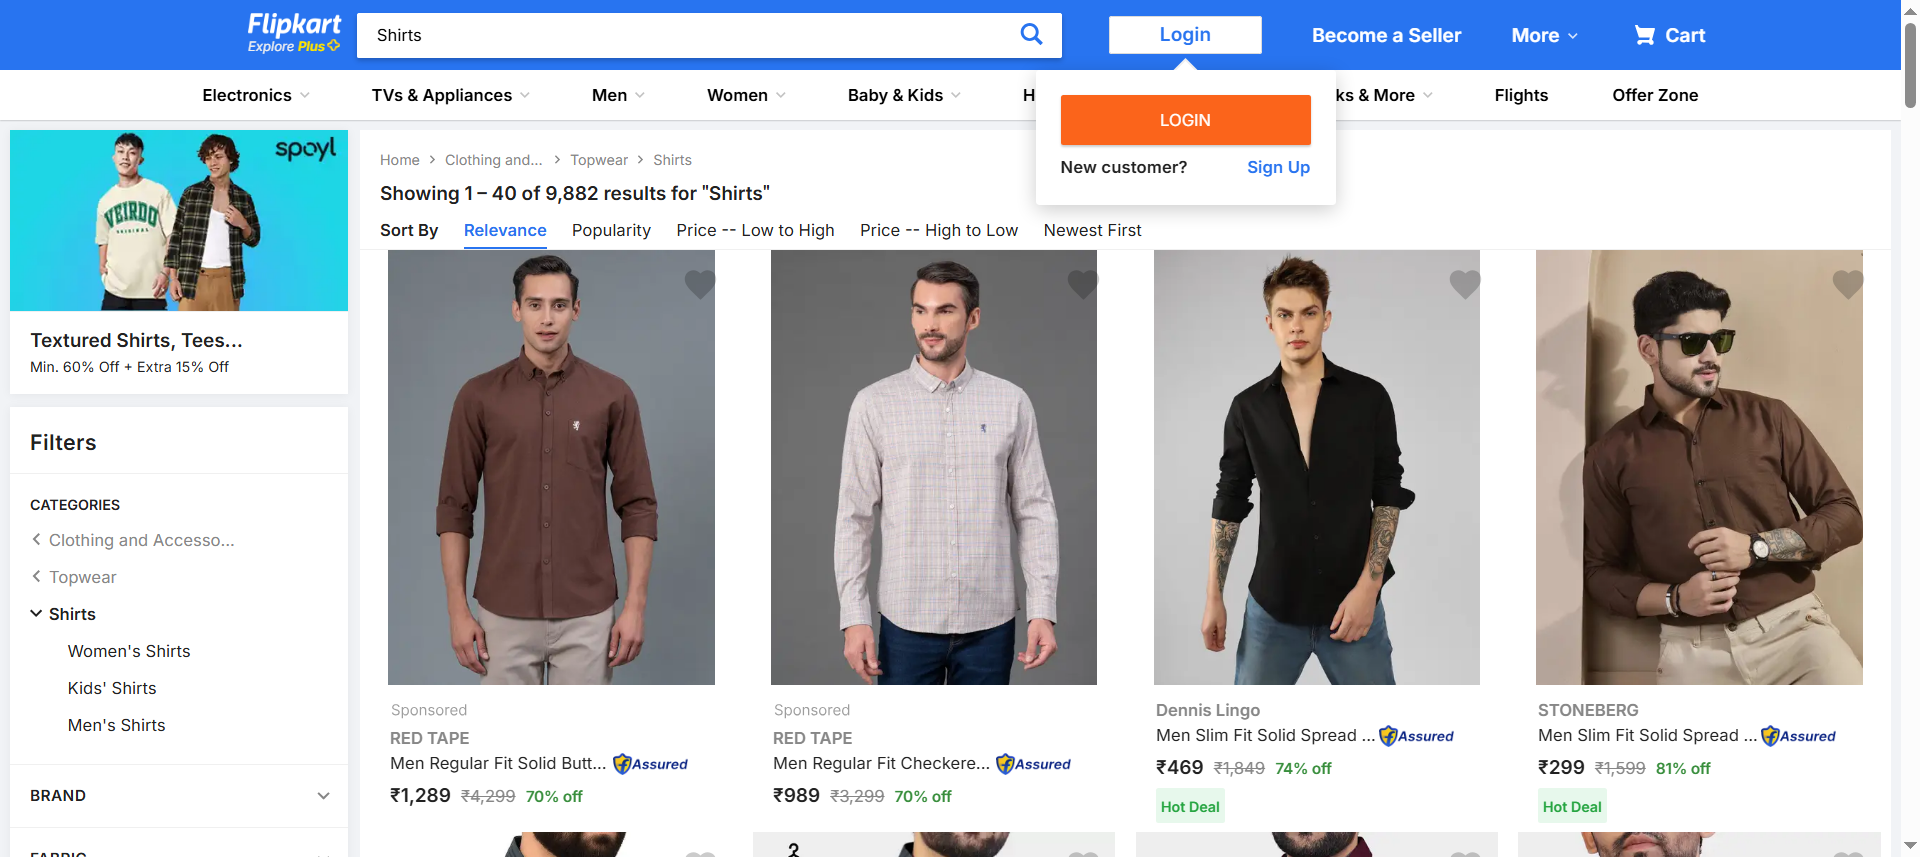 Flipkart
Explore Plus
Shirts
Login
Become a Seller
More
Cart
Electronics
TVs & Appliances
Men
Women
Baby & Kids
H
ks & More
Flights
Offer Zone
LOGIN
New customer?
Sign Up
spoyl
VEIRDO
ORIGINAL
Textured Shirts, Tees...
Min. 60% Off + Extra 15% Off
Filters
CATEGORIES
Clothing and Accesso...
Topwear
Shirts
Women's Shirts
Kids' Shirts
Men's Shirts
BRAND
FABRIC
Home
Clothing and...
Topwear
Shirts
Showing 1 – 40 of 9,882 results for "Shirts"
Sort By
Relevance
Popularity
Price -- Low to High
Price -- High to Low
Newest First
Sponsored
RED TAPE
Men Regular Fit Solid Butt...
Assured
₹1,289 ₹4,299 70% off
Sponsored
RED TAPE
Men Regular Fit Checkere...
Assured
₹989 ₹3,299 70% off
Dennis Lingo
Men Slim Fit Solid Spread ...
Assured
₹469 ₹1,849 74% off
Hot Deal
STONEBERG
Men Slim Fit Solid Spread ...
Assured
₹299 ₹1,599 81% off
Hot Deal